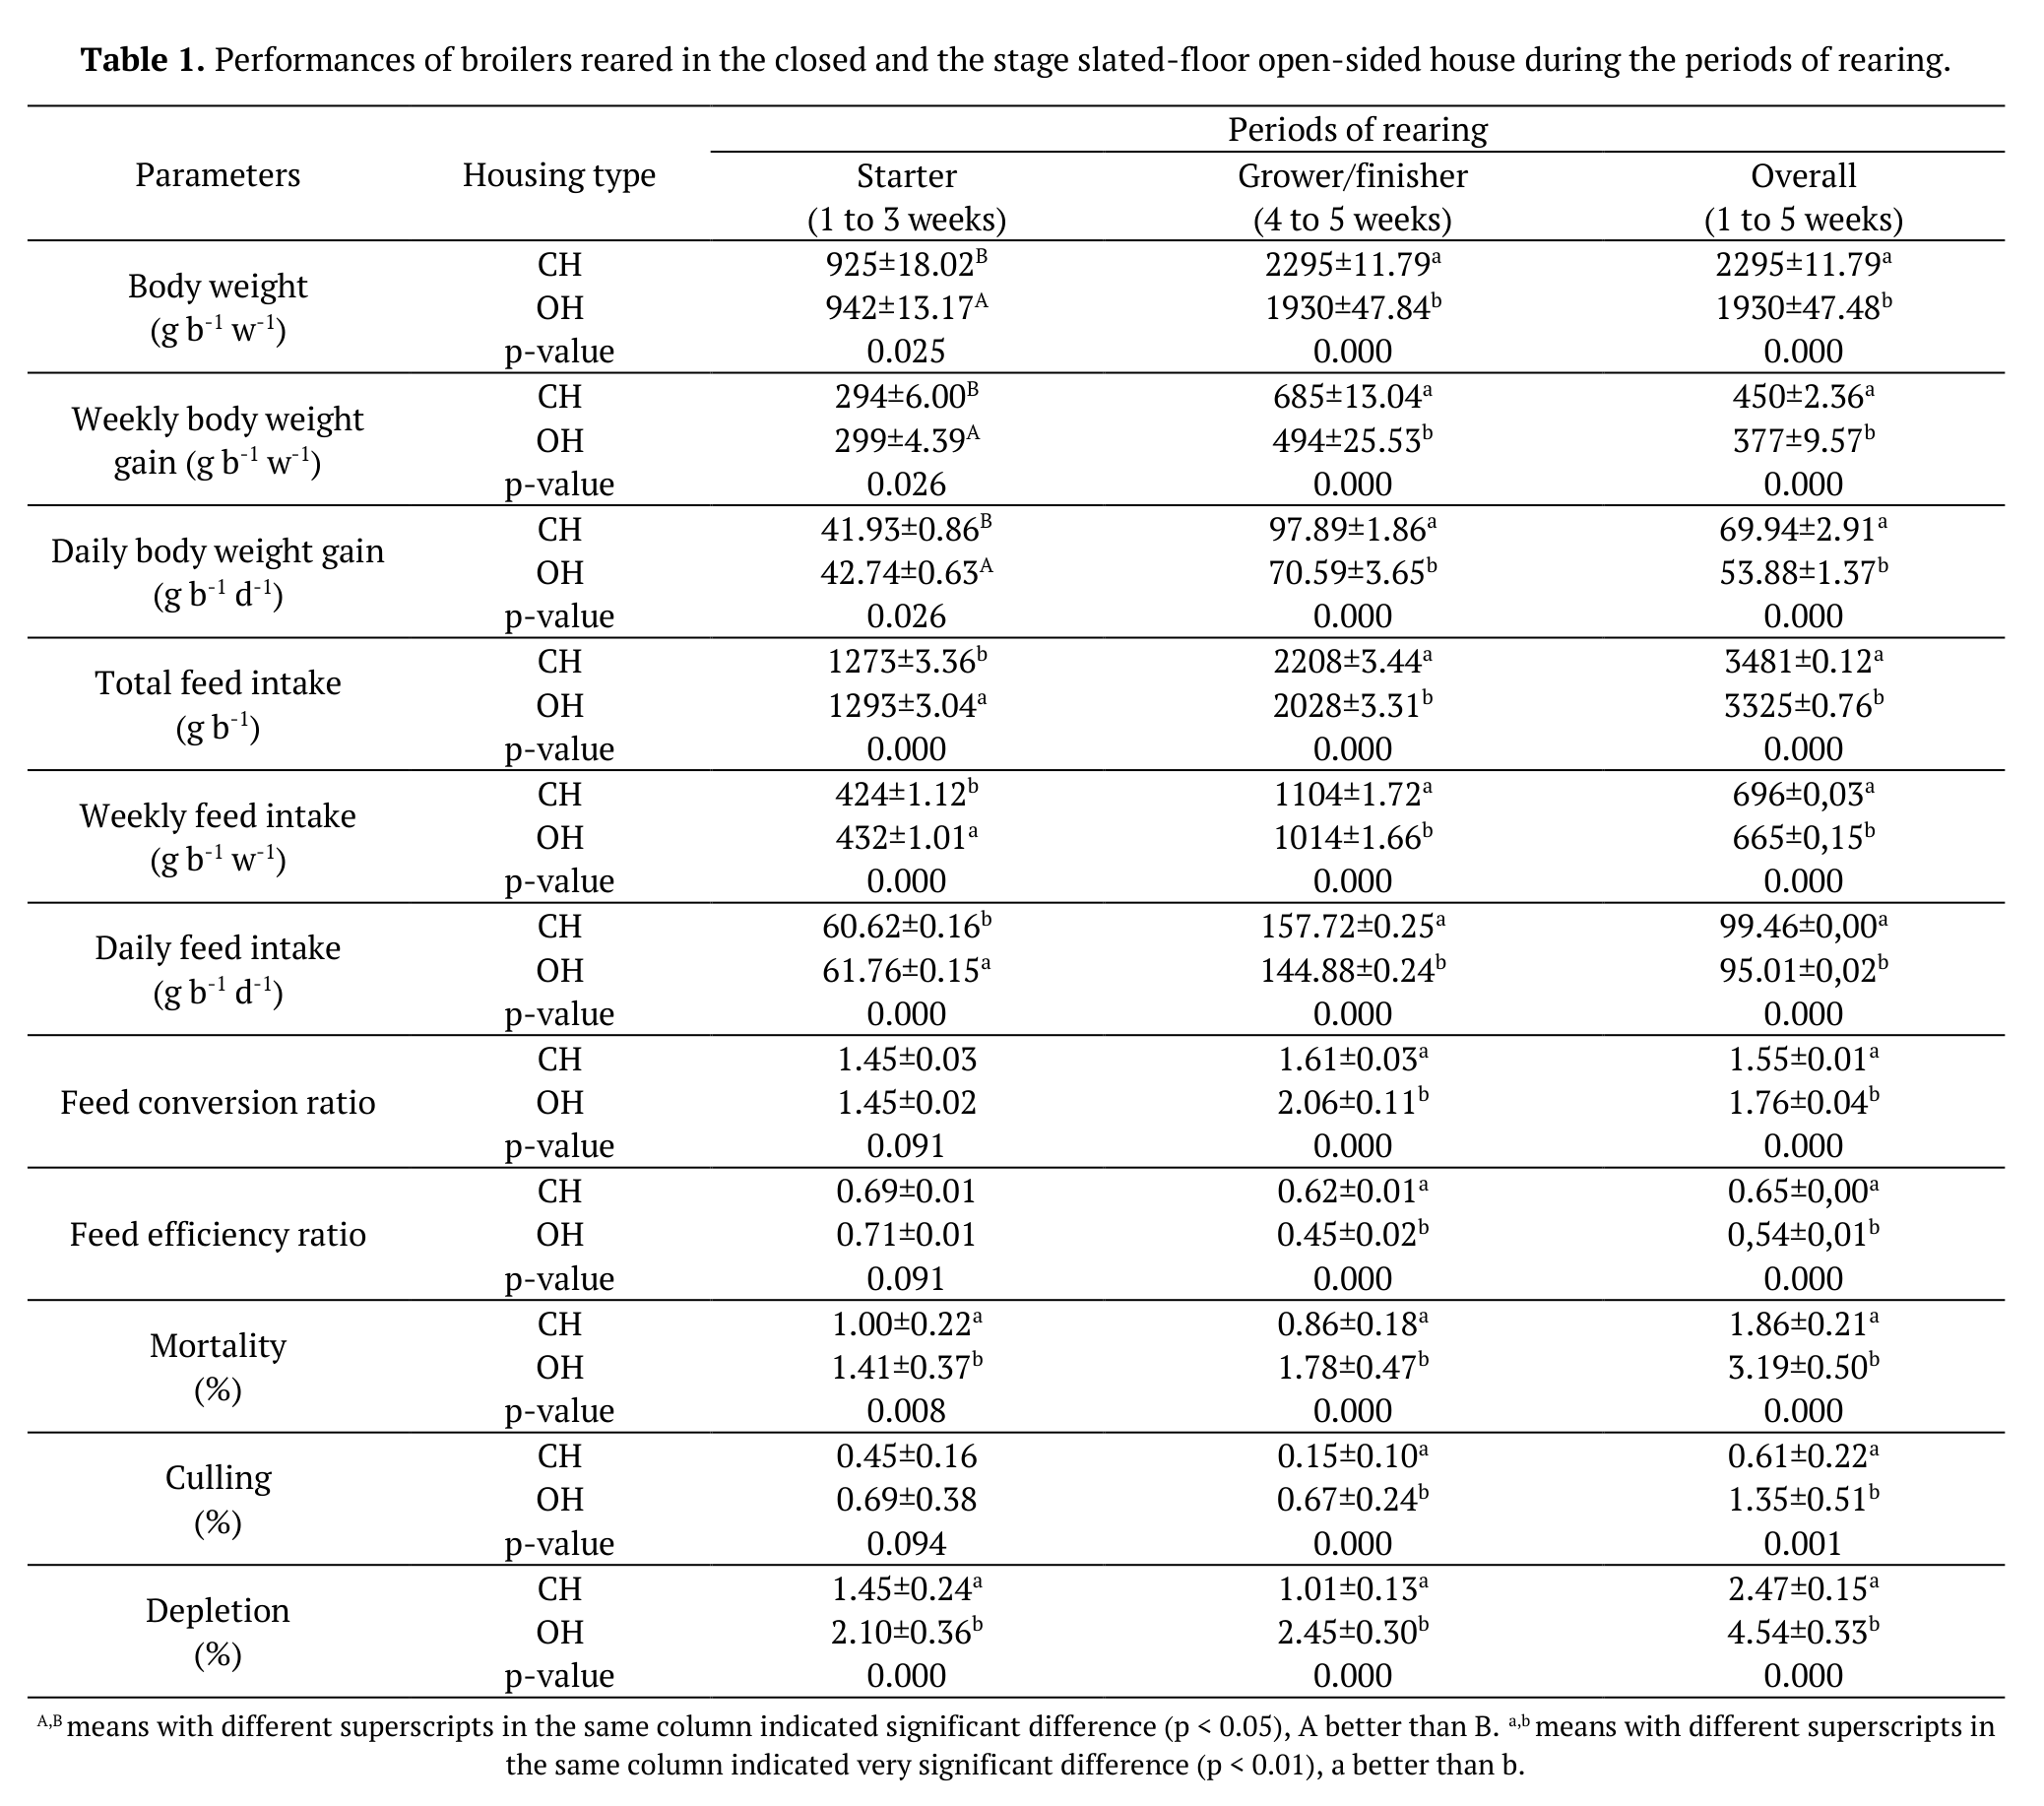 Table 1. Performances of broilers reared in the closed and the stage slated-floor open-sided house during the periods of rearing.
Parameters Housing type Periods of rearing
Starter Grower/finisher Overall
(1 to 3 weeks) (4 to 5 weeks) (1 to 5 weeks)
Body weight
(g b-1 w-1)
CH 925±18.02B 2295±11.79a 2295±11.79a
OH 942±13.17A 1930±47.84b 1930±47.48b
p-value 0.025 0.000 0.000
Weekly body weight
gain (g b-1 w-1)
CH 294±6.00B 685±13.04a 450±2.36a
OH 299±4.39A 494±25.53b 377±9.57b
p-value 0.026 0.000 0.000
Daily body weight gain
(g b-1 d-1)
CH 41.93±0.86B 97.89±1.86a 69.94±2.91a
OH 42.74±0.63A 70.59±3.65b 53.88±1.37b
p-value 0.026 0.000 0.000
Total feed intake
(g b-1)
CH 1273±3.36b 2208±3.44a 3481±0.12a
OH 1293±3.04a 2028±3.31b 3325±0.76b
p-value 0.000 0.000 0.000
Weekly feed intake
(g b-1 w-1)
CH 424±1.12b 1104±1.72a 696±0,03a
OH 432±1.01a 1014±1.66b 665±0,15b
p-value 0.000 0.000 0.000
Daily feed intake
(g b-1 d-1)
CH 60.62±0.16b 157.72±0.25a 99.46±0,00a
OH 61.76±0.15a 144.88±0.24b 95.01±0,02b
p-value 0.000 0.000 0.000
Feed conversion ratio
CH 1.45±0.03 1.61±0.03a 1.55±0.01a
OH 1.45±0.02 2.06±0.11b 1.76±0.04b
p-value 0.091 0.000 0.000
Feed efficiency ratio
CH 0.69±0.01 0.62±0.01a 0.65±0,00a
OH 0.71±0.01 0.45±0.02b 0,54±0,01b
p-value 0.091 0.000 0.000
Mortality
(%)
CH 1.00±0.22a 0.86±0.18a 1.86±0.21a
OH 1.41±0.37b 1.78±0.47b 3.19±0.50b
p-value 0.008 0.000 0.000
Culling
(%)
CH 0.45±0.16 0.15±0.10a 0.61±0.22a
OH 0.69±0.38 0.67±0.24b 1.35±0.51b
p-value 0.094 0.000 0.001
Depletion
(%)
CH 1.45±0.24a 1.01±0.13a 2.47±0.15a
OH 2.10±0.36b 2.45±0.30b 4.54±0.33b
p-value 0.000 0.000 0.000
A,B means with different superscripts in the same column indicated significant difference (p < 0.05), A better than B. a,b means with different superscripts in
the same column indicated very significant difference (p < 0.01), a better than b.